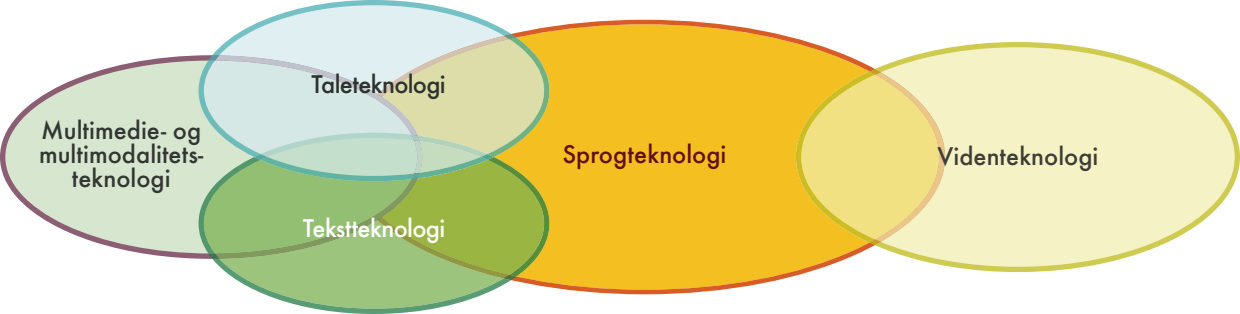 Taleteknologi
Multimedie- og
multimodalitets-
teknologi
Sprogteknologi
Videnteknologi
Tekstteknologi